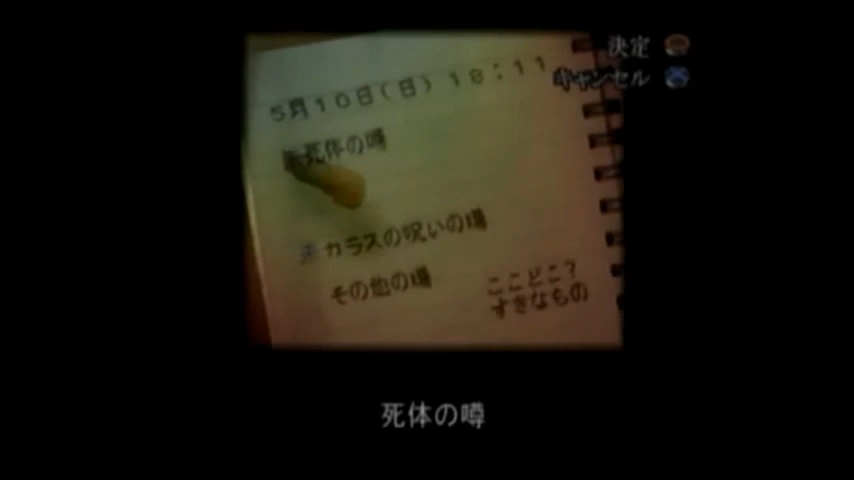 決定
キャンセル
5月10日(日) 18:11
死体の噂
カラスの呪いの噂
その他の噂
ここどこ?
すきなもの
死体の噂